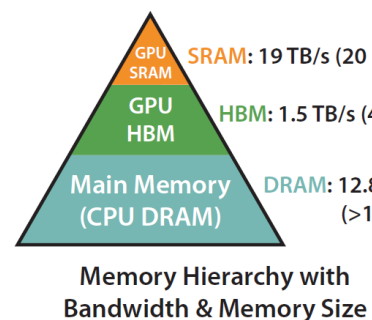 GPU
SRAM
SRAM: 19 TB/s (20
GPU
HBM
HBM: 1.5 TB/s (4
Main Memory
(CPU DRAM)
DRAM: 12.8
(>1
Memory Hierarchy with
Bandwidth & Memory Size